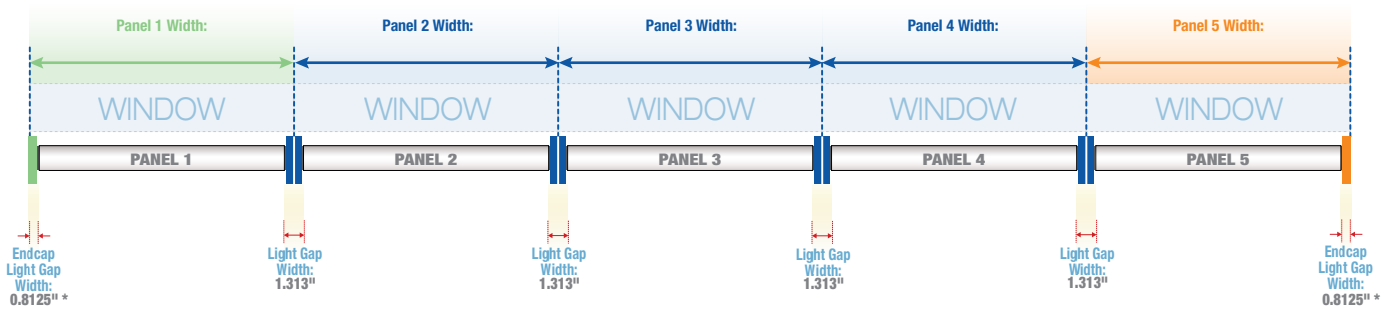 Panel 1 Width:
Panel 2 Width:
Panel 3 Width:
Panel 4 Width:
Panel 5 Width:
WINDOW
WINDOW
WINDOW
WINDOW
WINDOW
PANEL 1
PANEL 2
PANEL 3
PANEL 4
PANEL 5
Endcap
Light Gap
Width:
0.8125" *
Light Gap
Width:
1.313"
Light Gap
Width:
1.313"
Light Gap
Width:
1.313"
Light Gap
Width:
1.313"
Endcap
Light Gap
Width:
0.8125" *